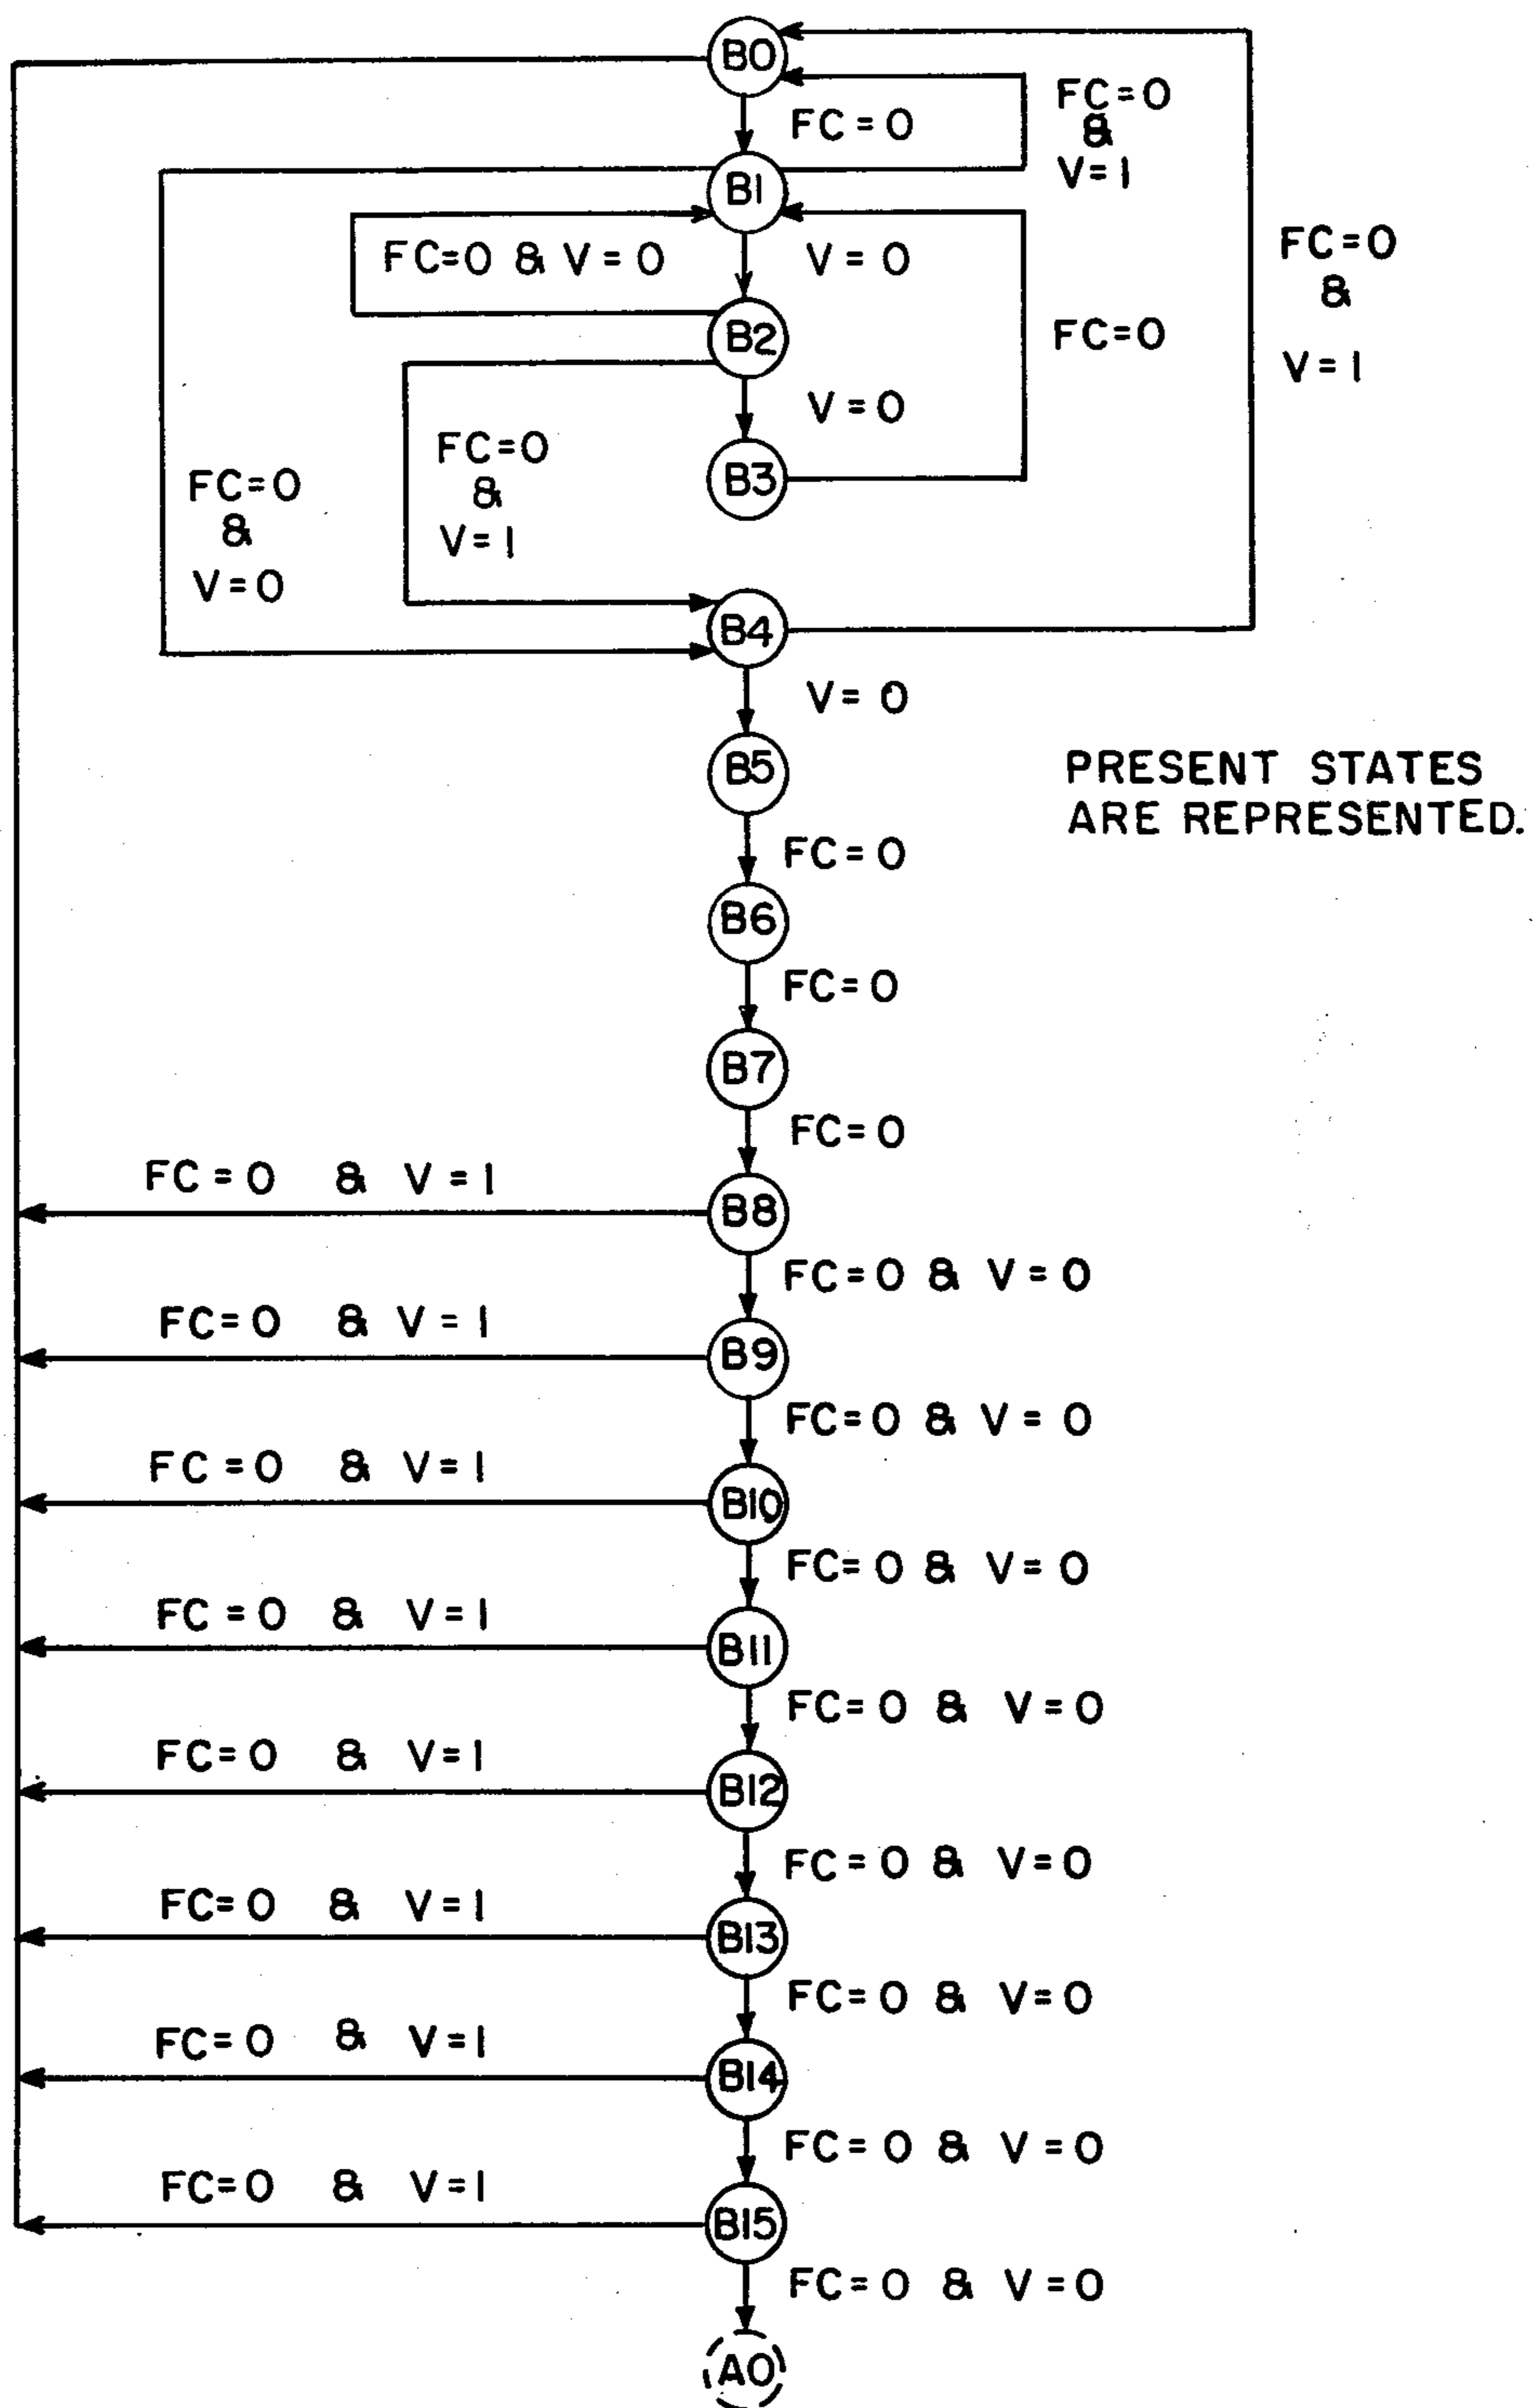 B0
FC=0
FC=0
&
V=1
B1
FC=0 & V=0
V=0
FC=0
&
V=1
B2
FC=0
V=0
FC=0
&
V=1
B3
FC=0
&
V=0
B4
V=0
B5
PRESENT STATES
ARE REPRESENTED.
FC=0
B6
FC=0
B7
FC=0
FC=0 & V=1
B8
FC=0 & V=0
FC=0 & V=1
B9
FC=0 & V=0
FC=0 & V=1
B10
FC=0 & V=0
FC=0 & V=1
B11
FC=0 & V=0
FC=0 & V=1
B12
FC=0 & V=0
FC=0 & V=1
B13
FC=0 & V=0
FC=0 & V=1
B14
FC=0 & V=0
FC=0 & V=1
B15
FC=0 & V=0
A0